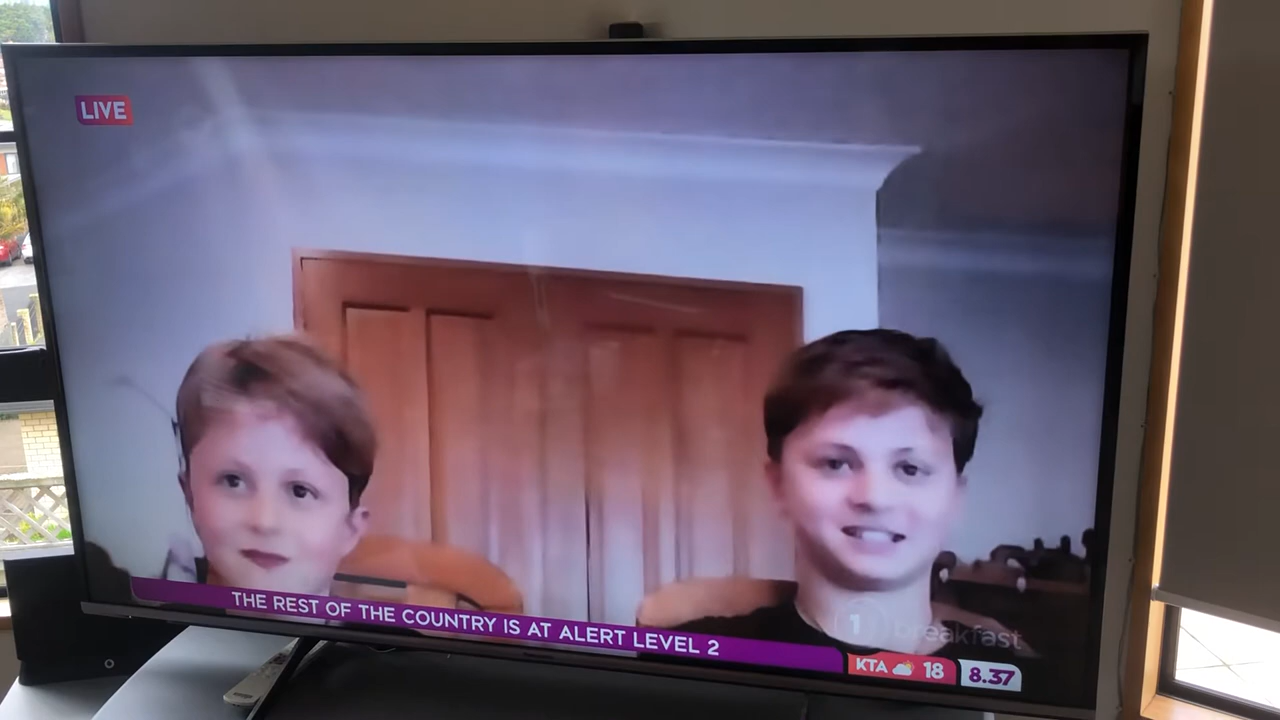 LIVE
THE REST OF THE COUNTRY IS AT ALERT LEVEL 2
1 breakfast
KTA 18 8.37